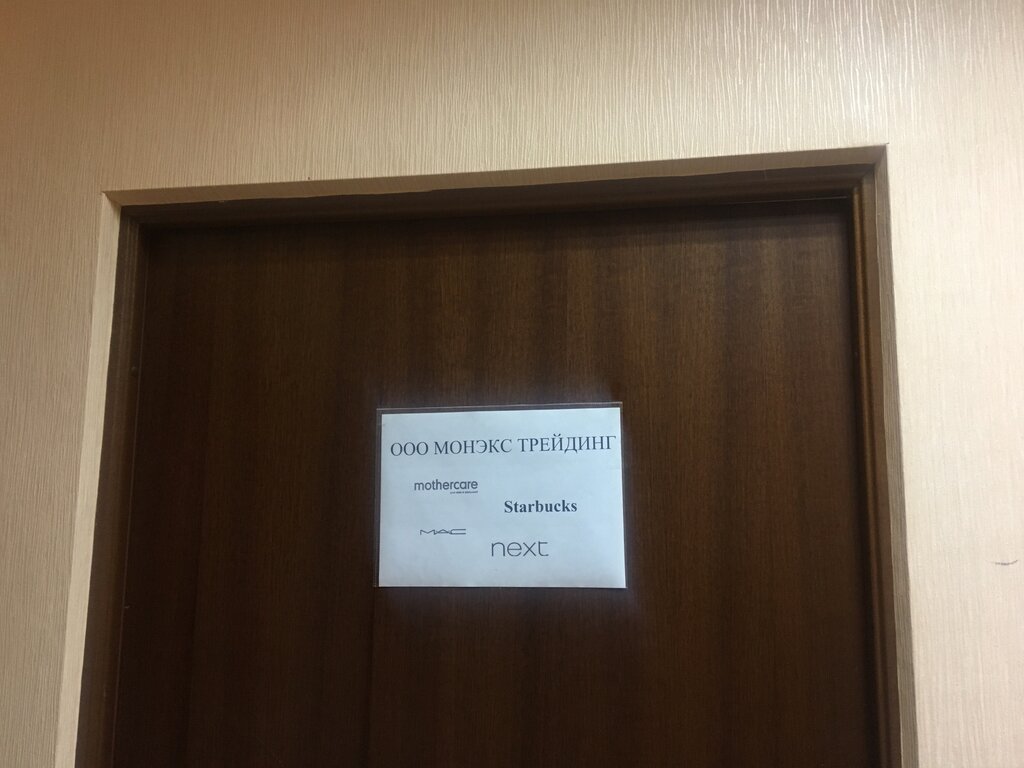 ООО МОНЭКС ТРЕЙДИНГ
mothercare
Starbucks
MAC
next